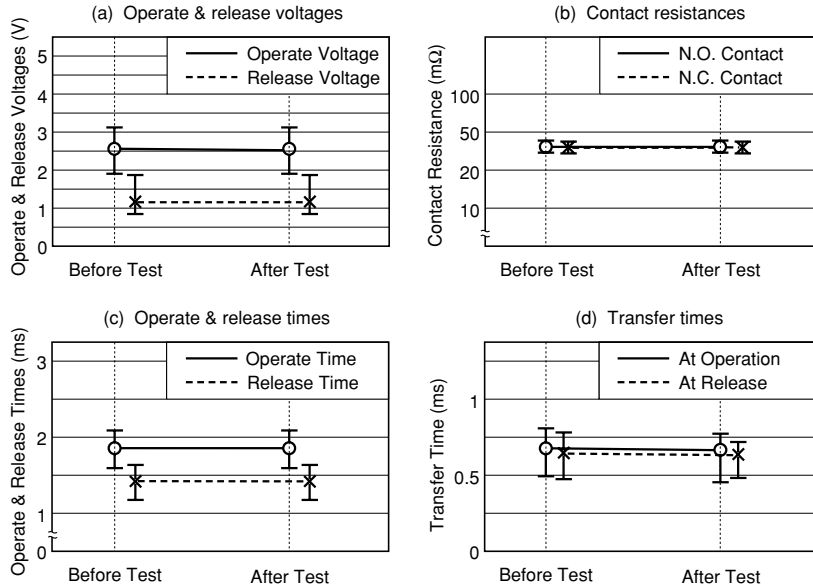 (a) Operate & release voltages
Operate & Release Voltages (V)
5
4
3
2
1
0
Operate Voltage
Release Voltage
Before Test
After Test
(b) Contact resistances
Contact Resistance (mΩ)
100
50
20
10
N.O. Contact
N.C. Contact
Before Test
After Test
(c) Operate & release times
Operate & Release Times (ms)
3
2
1
0
Operate Time
Release Time
Before Test
After Test
(d) Transfer times
Transfer Time (ms)
1
0.5
0
At Operation
At Release
Before Test
After Test